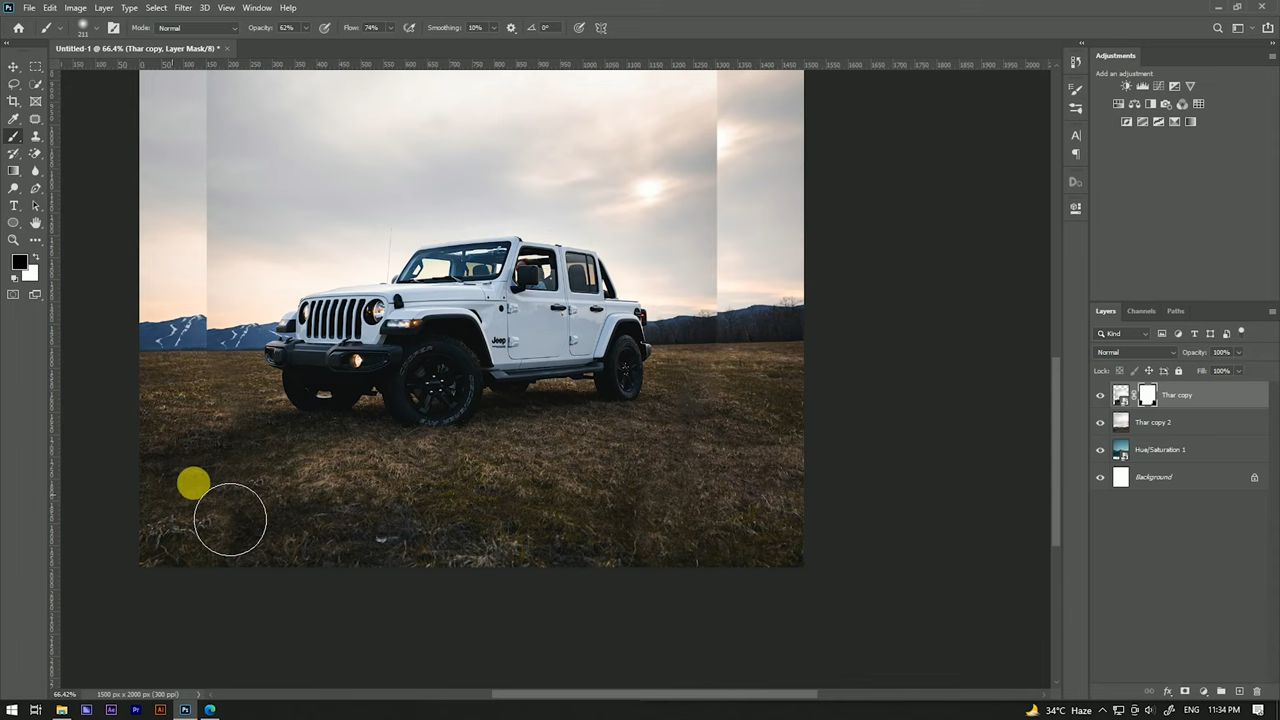 File Edit Image Layer Type Select Filter 3D View Window Help
211 Mode: Normal Opacity: 62% Flow: 74% Smoothing: 10% 0°
Untitled-1 @ 66.4% (Thar copy, Layer Mask/8) * ×
Adjustments
Add an adjustment
Jeep
Layers Channels Paths
Kind
Normal Opacity: 100%
Lock: Fill: 100%
Thar copy
Thar copy 2
Hue/Saturation 1
Background
66.42% 1500 px x 2000 px (300 ppi)
34°C Haze ENG 11:34 PM